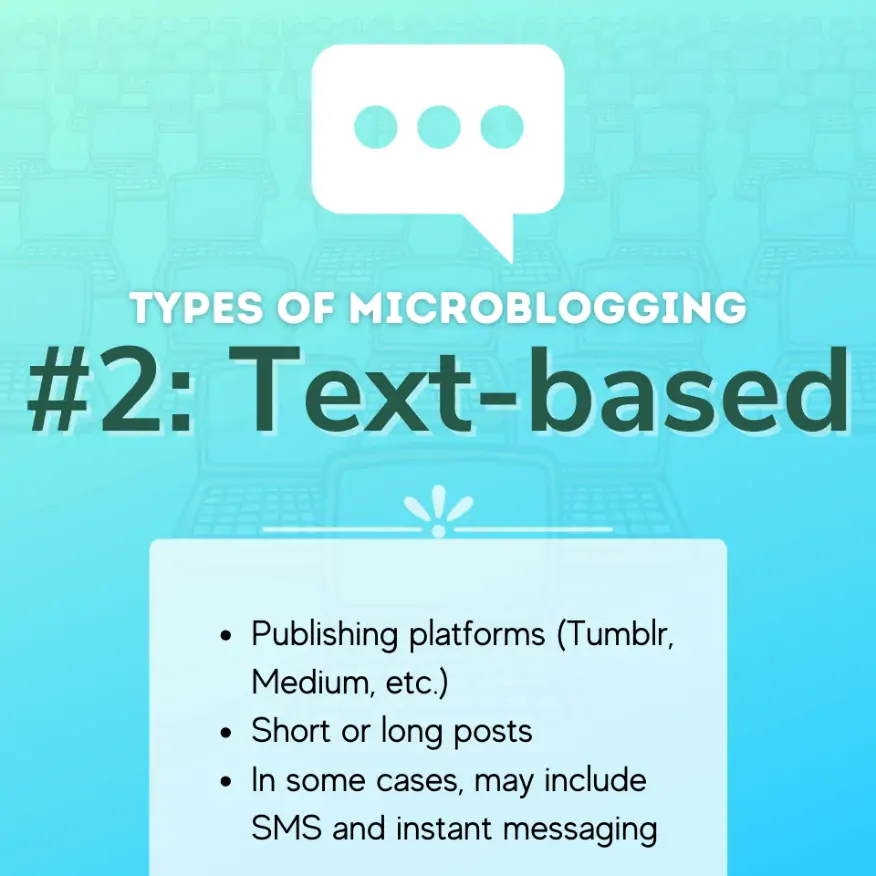 TYPES OF MICROBLOGGING
#2: Text-based
• Publishing platforms (Tumblr,
Medium, etc.)
• Short or long posts
• In some cases, may include
SMS and instant messaging